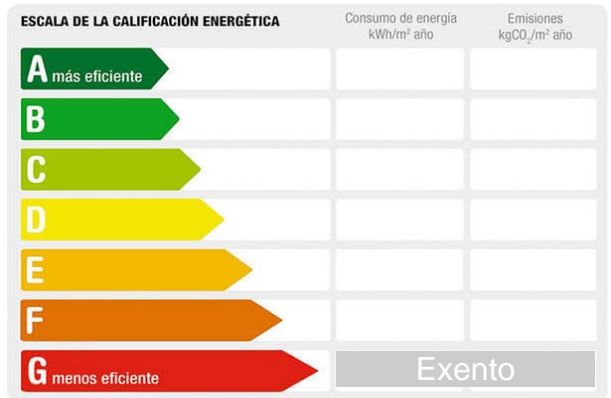 ESCALA DE LA CALIFICACIÓN ENERGÉTICA
Consumo de energía
kWh/m² año
Emisiones
kgCO₂/m² año
A más eficiente
B
C
D
E
F
G menos eficiente
Exento